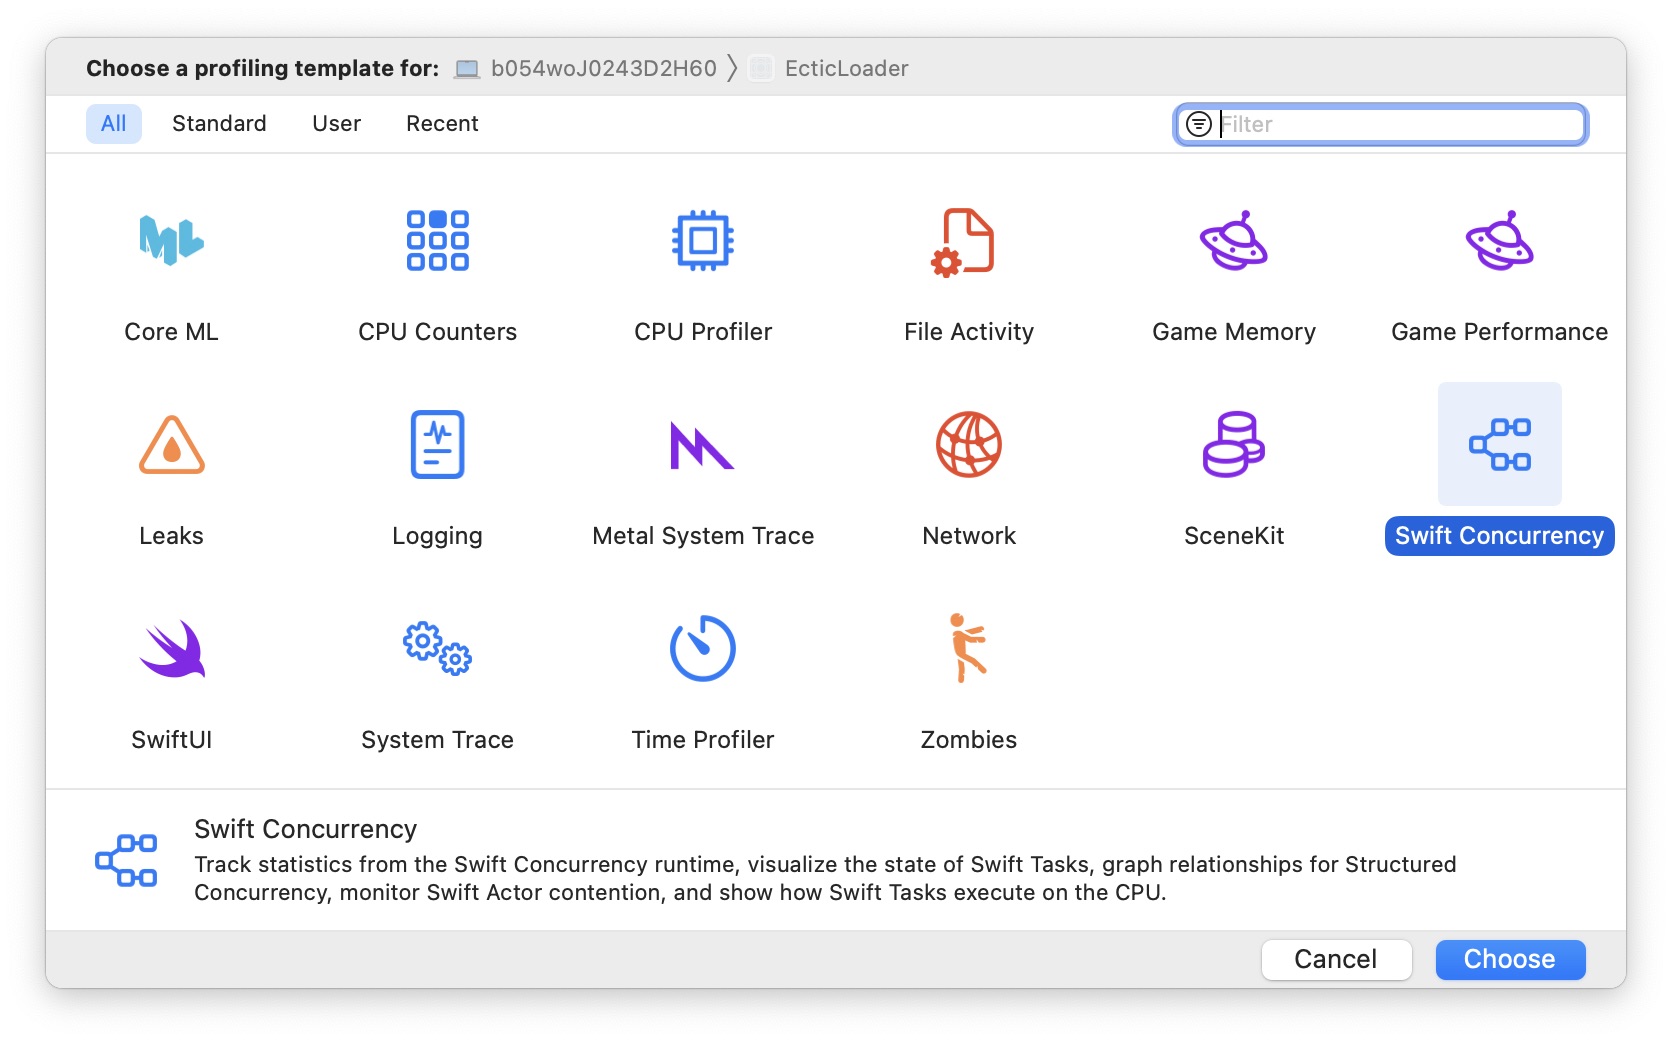 Choose a profiling template for: b054woJ0243D2H60 〉 EcticLoader
All Standard User Recent Filter
Core ML CPU Counters CPU Profiler File Activity Game Memory Game Performance
Leaks Logging Metal System Trace Network SceneKit Swift Concurrency
SwiftUI System Trace Time Profiler Zombies
Swift Concurrency
Track statistics from the Swift Concurrency runtime, visualize the state of Swift Tasks, graph relationships for Structured
Concurrency, monitor Swift Actor contention, and show how Swift Tasks execute on the CPU.
Cancel Choose